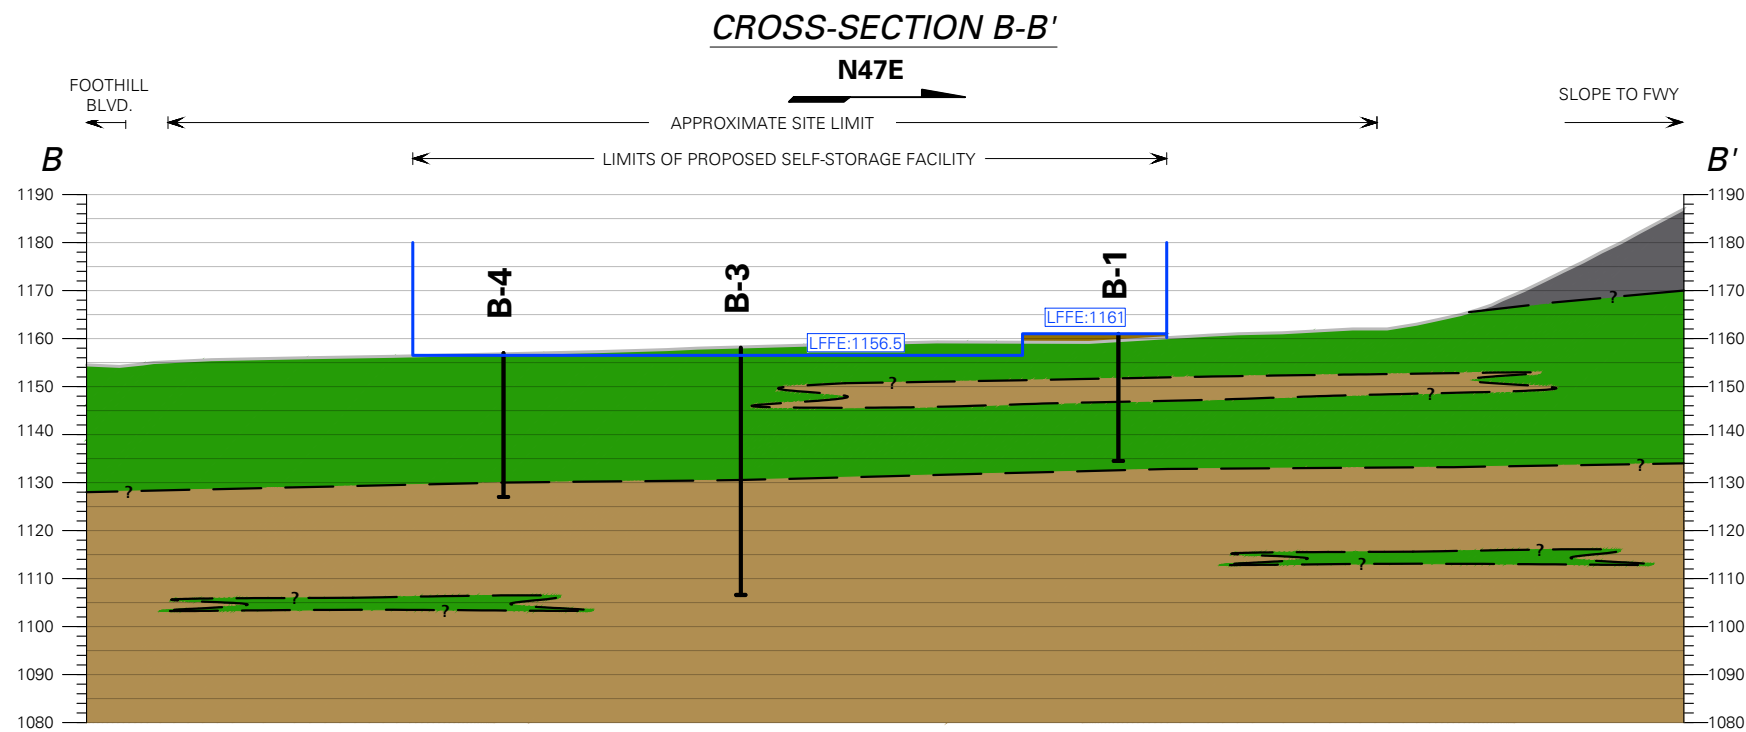 CROSS-SECTION B-B'
N47E
FOOTHILL
BLVD.
SLOPE TO FWY
APPROXIMATE SITE LIMIT
LIMITS OF PROPOSED SELF-STORAGE FACILITY
B
B'
1190
1190
1180
1180
B-4
B-3
B-1
1170
1170
?
LFFE:1161
1160
1160
LFFE:1156.5
1150
1150
?
?
1140
1140
1130
1130
?
?
1120
1120
?
?
1110
1110
?
?
1100
1100
1090
1090
1080
1080